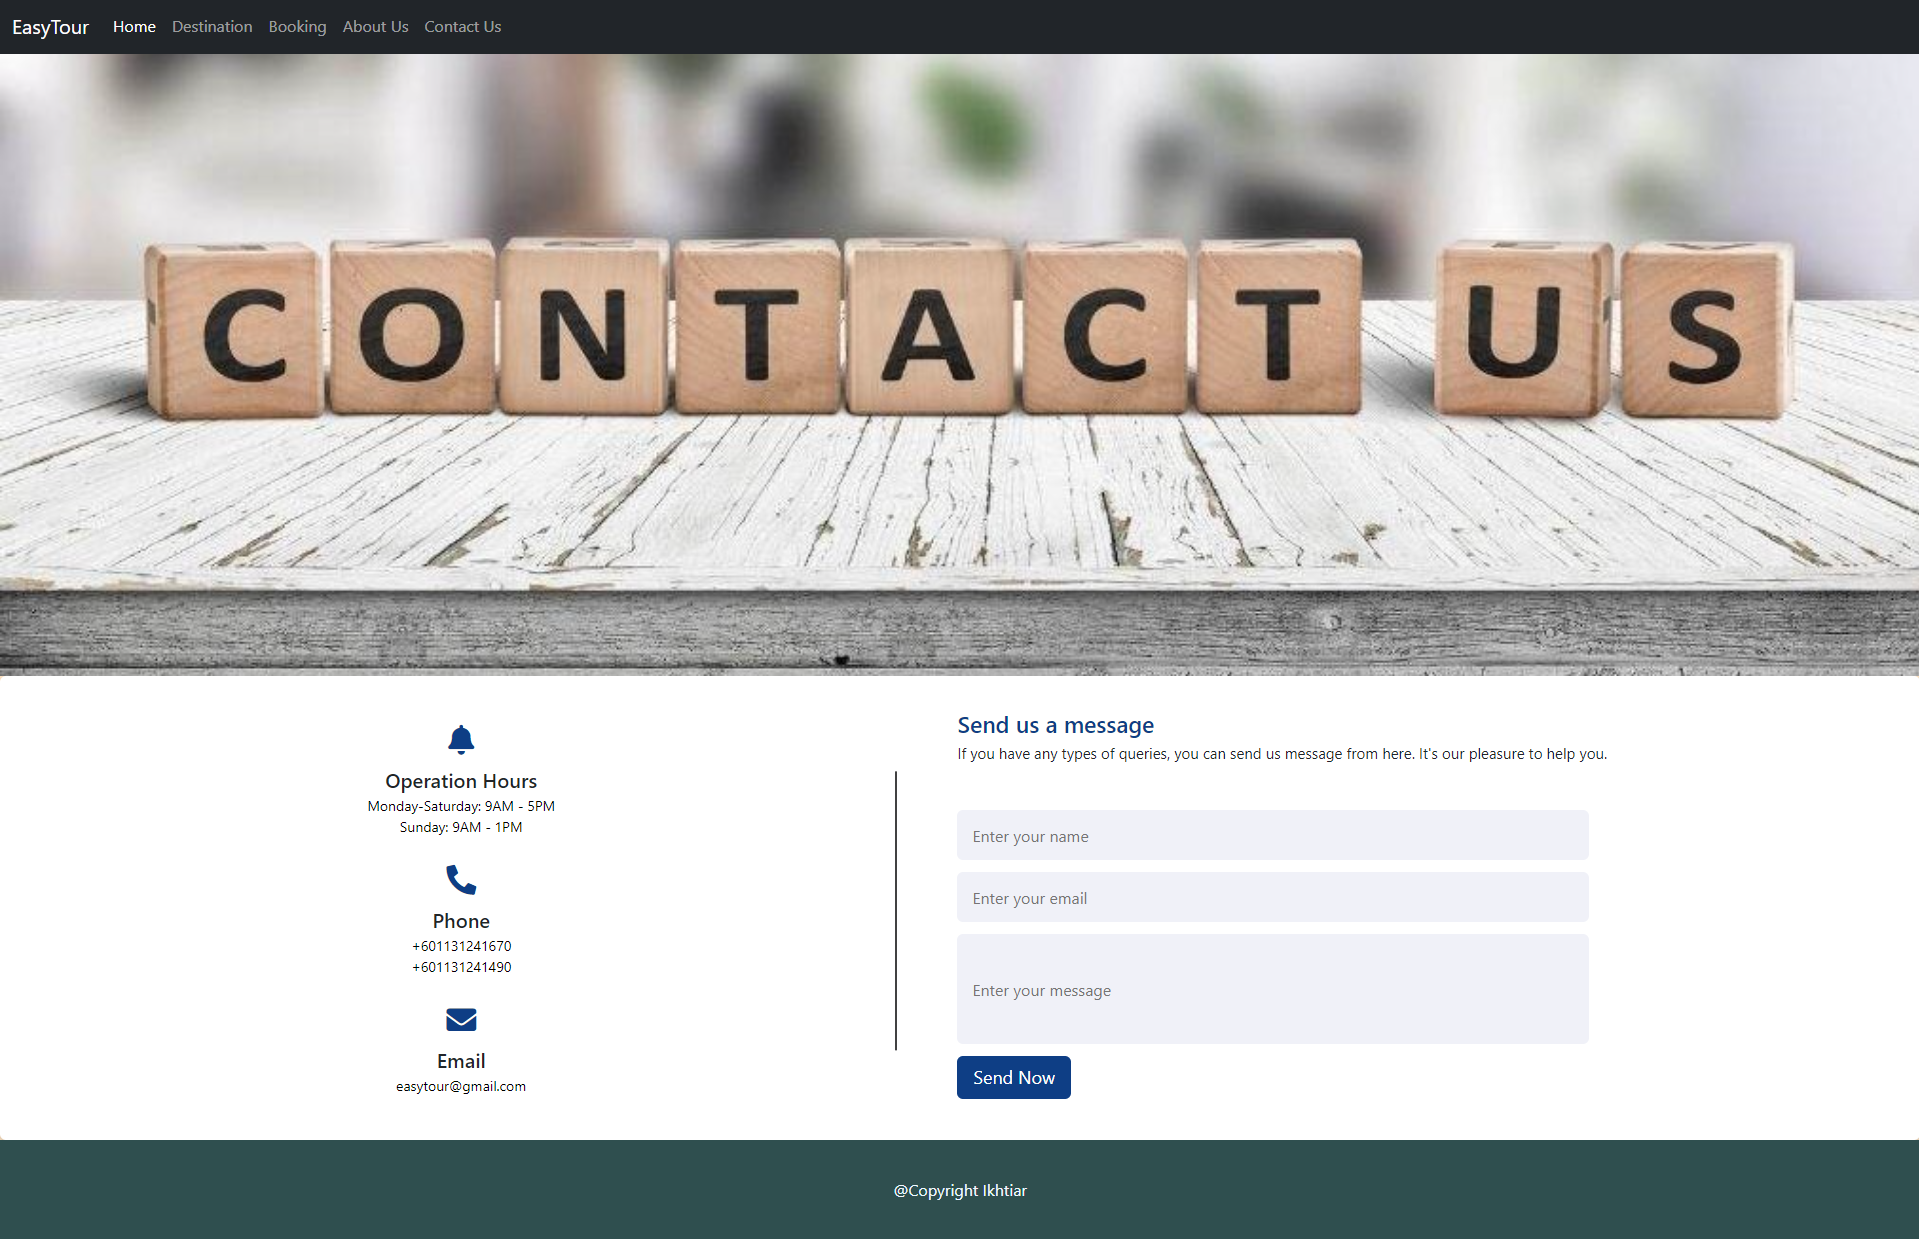 EasyTour Home Destination Booking About Us Contact Us
CONTACT US
Operation Hours
Monday-Saturday: 9AM - 5PM
Sunday: 9AM - 1PM
Phone
+601131241670
+601131241490
Email
easytour@gmail.com
Send us a message
If you have any types of queries, you can send us message from here. It's our pleasure to help you.
Enter your name
Enter your email
Enter your message
Send Now
@Copyright Ikhtiar